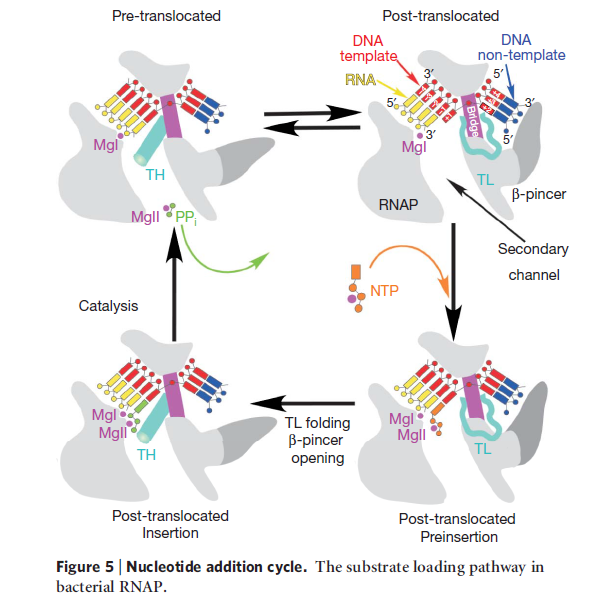 Pre-translocated
Post-translocated
DNA
template
DNA
non-template
RNA
3′
5′
5′
3′
5′
3′
Bridge
MgI
TH
MgI
TL
β-pincer
RNAP
MgII
PPi
Secondary
channel
NTP
Catalysis
MgI
MgII
TH
TL folding
β-pincer
opening
MgI
MgII
TL
Post-translocated
Insertion
Post-translocated
Preinsertion
Figure 5 | Nucleotide addition cycle. The substrate loading pathway in
bacterial RNAP.